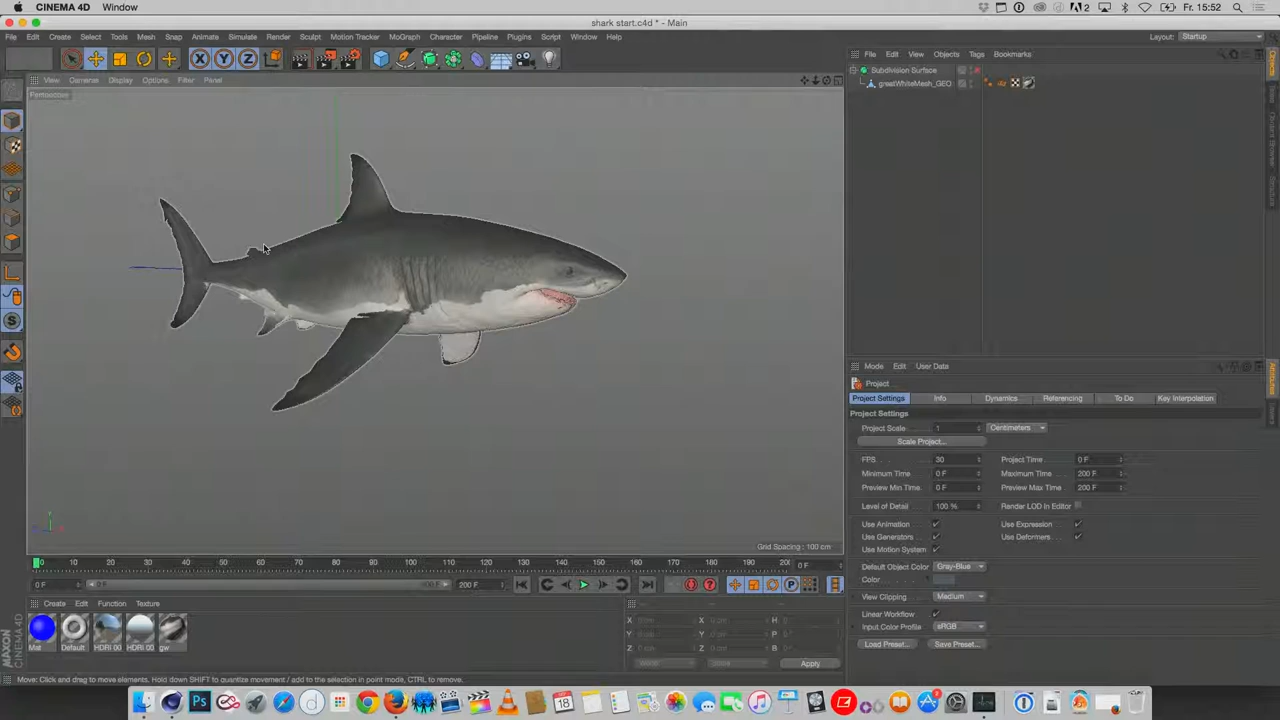 CINEMA 4D Window
2 Fr. 15:52
shark start.c4d * - Main
File Edit Create Select Tools Mesh Snap Animate Simulate Render Sculpt Motion Tracker MoGraph Character Pipeline Plugins Script Window Help
Layout: Startup
X Y Z
File Edit View Objects Tags Bookmarks
Subdivision Surface
greatWhiteMesh_GEO
View Cameras Display Options Filter Panel
Perspective
Grid Spacing : 100 cm
Mode Edit User Data
Project
Project Settings Info Dynamics Referencing To Do Key Interpolation
Project Settings
Project Scale 1 Centimeters
Scale Project...
FPS 30 Project Time 0 F
Minimum Time 0 F Maximum Time 200 F
Preview Min Time 0 F Preview Max Time 200 F
Level of Detail 100 % Render LOD in Editor
Use Animation Use Expression
Use Generators Use Deformers
Use Motion System
Default Object Color Gray-Blue
Color
View Clipping Medium
Linear Workflow
Input Color Profile sRGB
Load Preset... Save Preset...
0 10 20 30 40 50 60 70 80 90 100 110 120 130 140 150 160 170 180 190 0 F
0 F 200 F
Create Edit Function Texture
Mat Default HDRI 00 HDRI 00 gw
X X H
Y Y P
Z Z B
Apply
MAXON CINEMA 4D
Move: Click and drag to move elements. Hold down SHIFT to quantize movement / add to the selection in point mode, CTRL to remove.
Ps
18